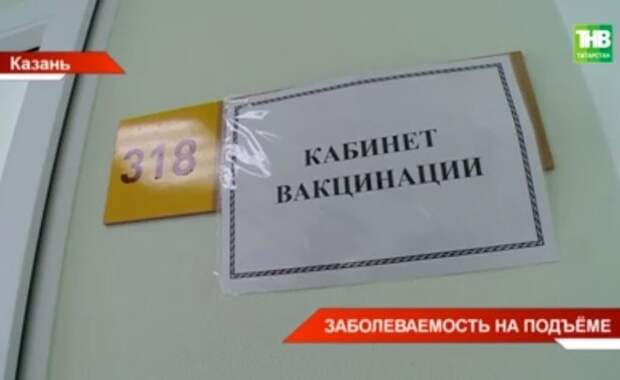 Казань
ТНВ
ТАТАРСТАН
318
КАБИНЕТ
ВАКЦИНАЦИИ
ЗАБОЛЕВАЕМОСТЬ НА ПОДЪЁМЕ